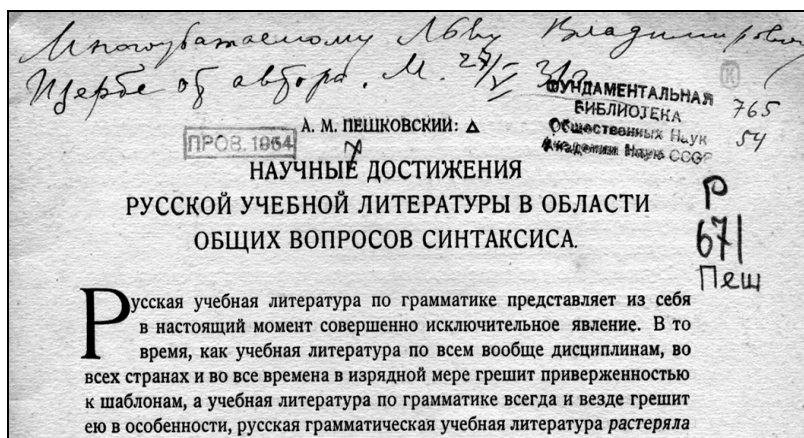 Многоуважаемому Льву Владимировичу
Щербе от автора. М. 27/V 31 г.
ФУНДАМЕНТАЛЬНАЯ
БИБЛИОТЕКА
Общественных Наук
Академии Наук СССР
765
54
А. М. ПЕШКОВСКИЙ:
ПРОВ. 1964
НАУЧНЫЕ ДОСТИЖЕНИЯ
РУССКОЙ УЧЕБНОЙ ЛИТЕРАТУРЫ В ОБЛАСТИ
ОБЩИХ ВОПРОСОВ СИНТАКСИСА.
Р
671
Пеш
Русская учебная литература по грамматике представляет из себя
в настоящий момент совершенно исключительное явление. В то
время, как учебная литература по всем вообще дисциплинам, во
всех странах и во все времена в изрядной мере грешит приверженностью
к шаблонам, а учебная литература по грамматике всегда и везде грешит
ею в особенности, русская грамматическая учебная литература растеряла